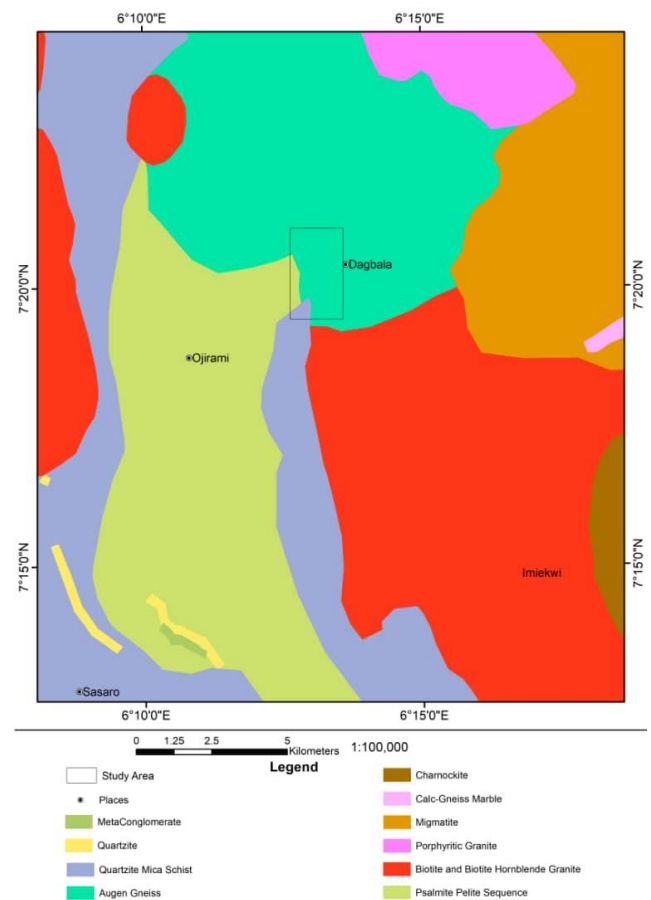 6°10'0"E 6°15'0"E
Dagbala
7°20'0"N 7°20'0"N
Ojirami
7°15'0"N 7°15'0"N
Imiekwi
Sasaro
6°10'0"E 6°15'0"E
0 1.25 2.5 5
Kilometers 1:100,000
Legend
Study Area
Places
MetaConglomerate
Quartzite
Quartzite Mica Schist
Augen Gneiss
Charnockite
Calc-Gneiss Marble
Migmatite
Porphyritic Granite
Biotite and Biotite Hornblende Granite
Psalmite Pelite Sequence